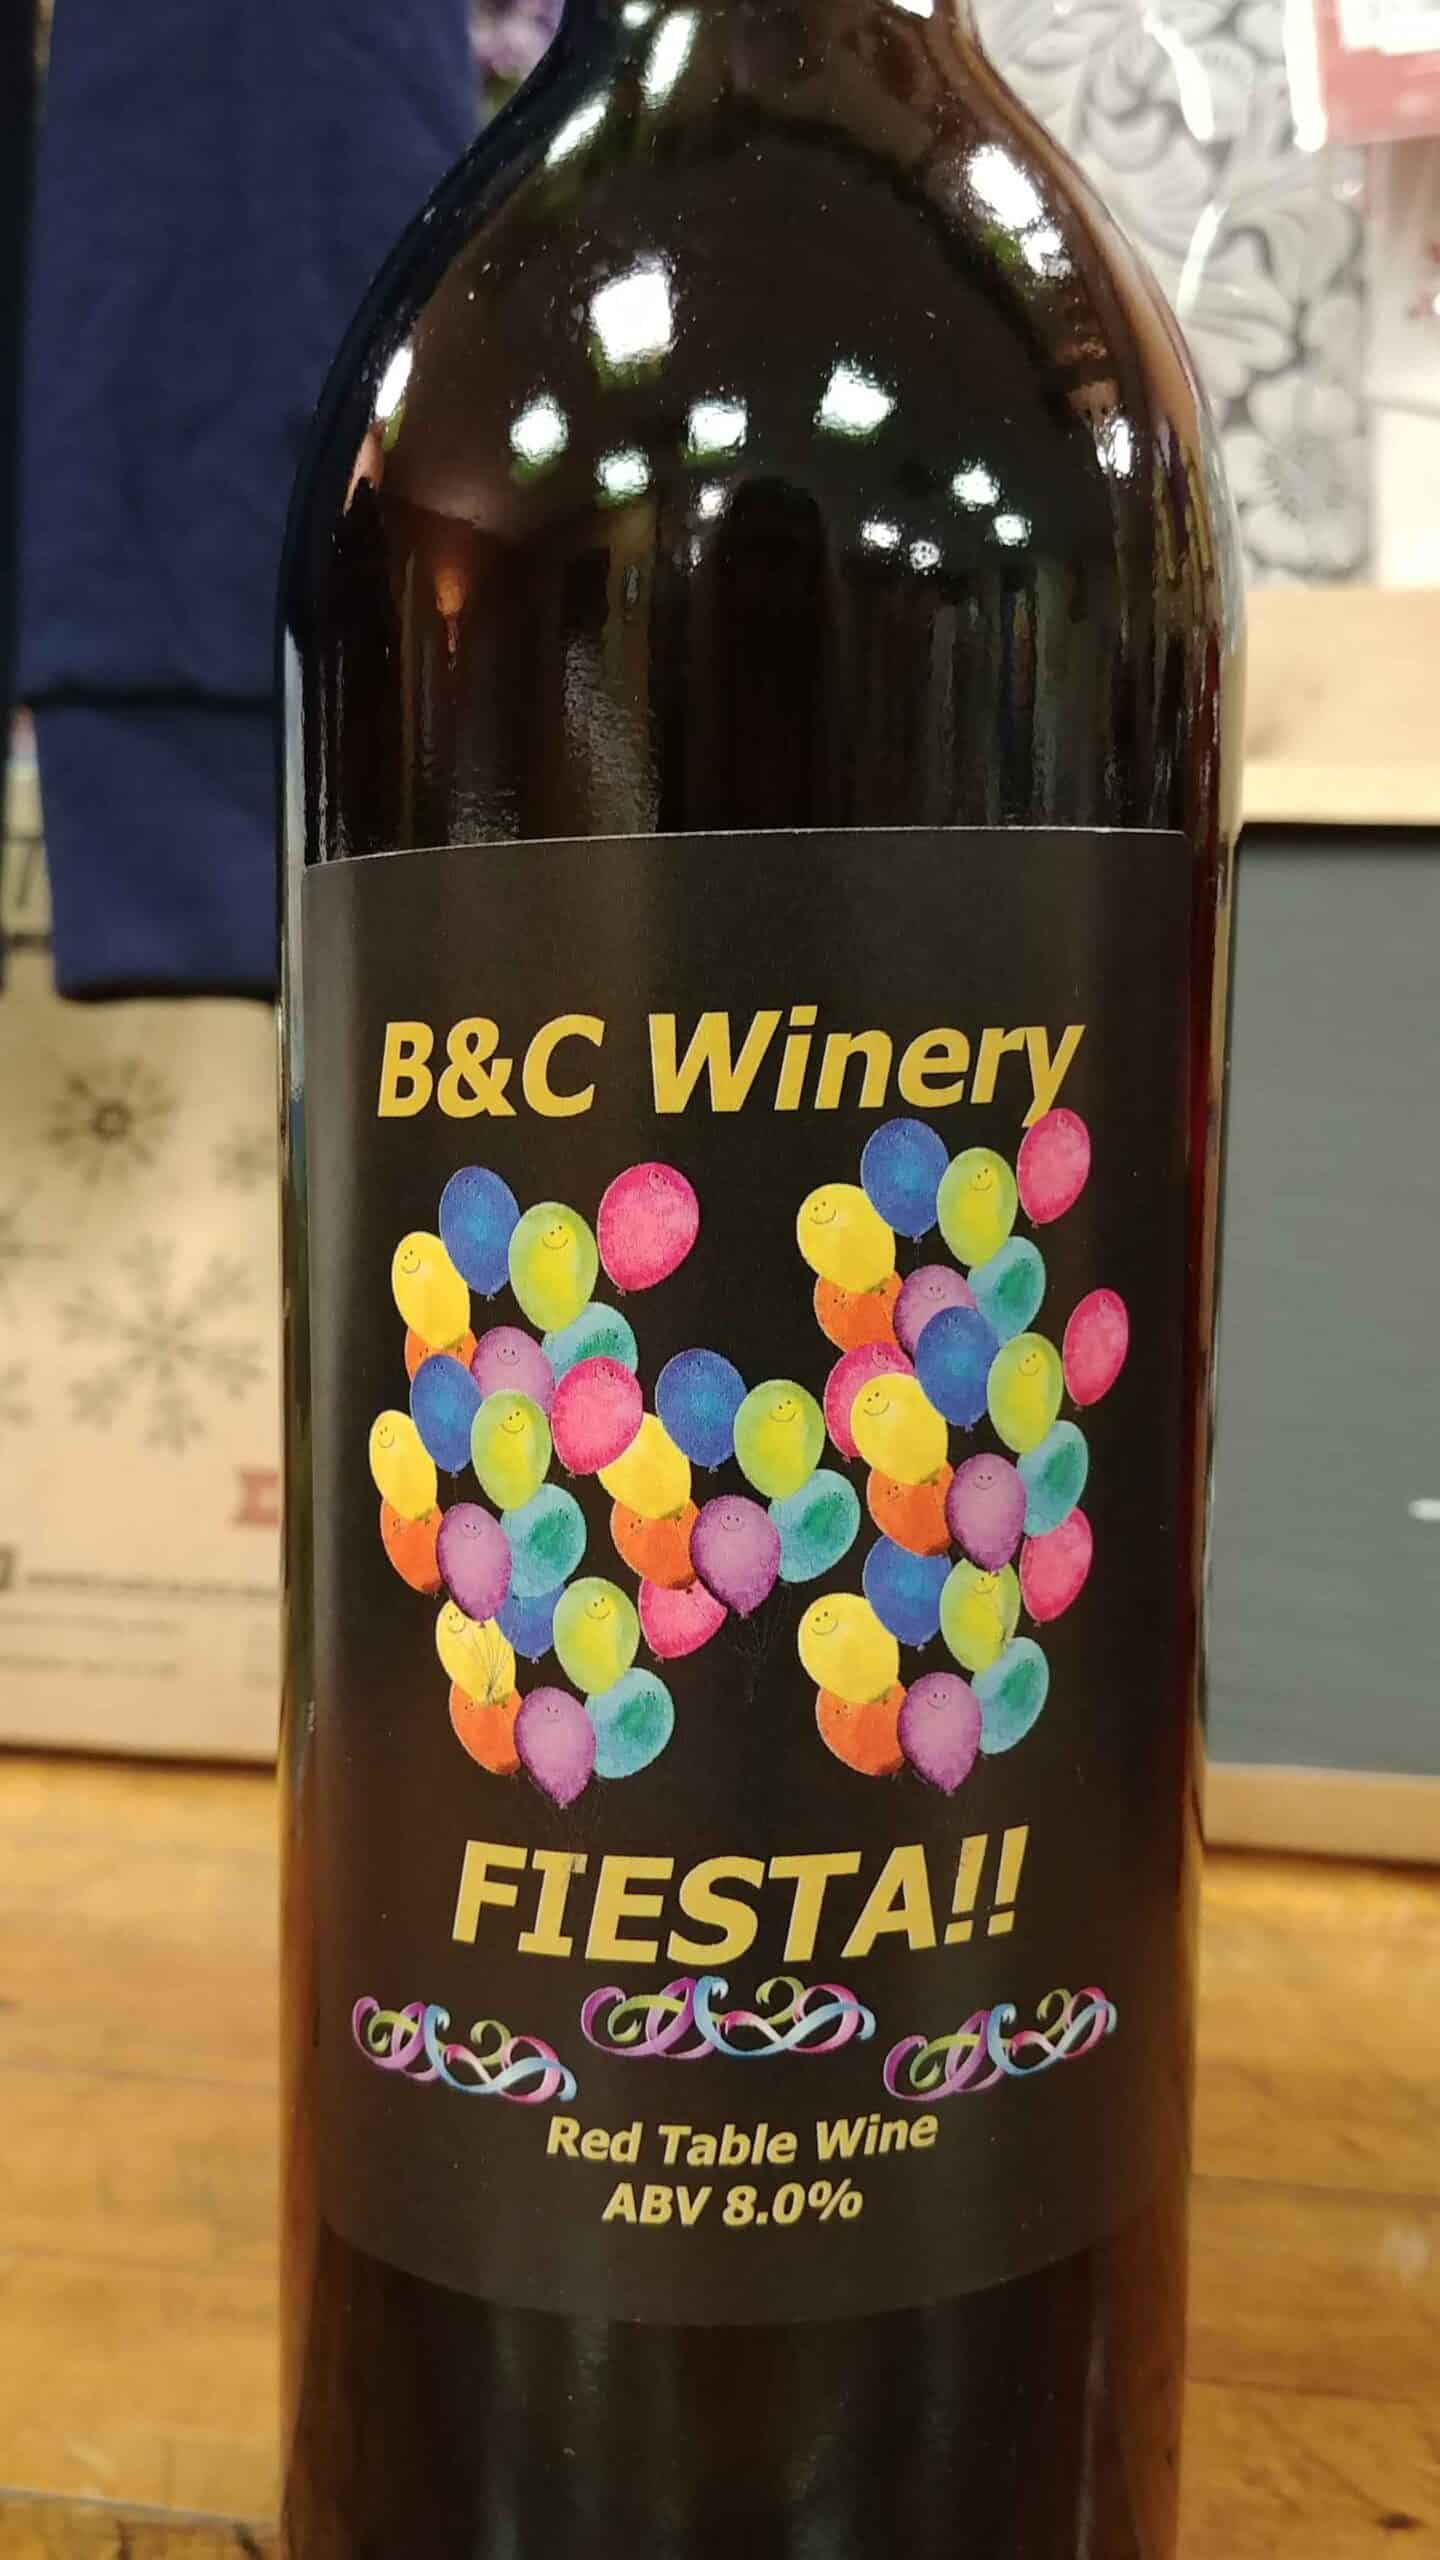 B&C Winery
FIESTA!!
Red Table Wine
ABV 8.0%